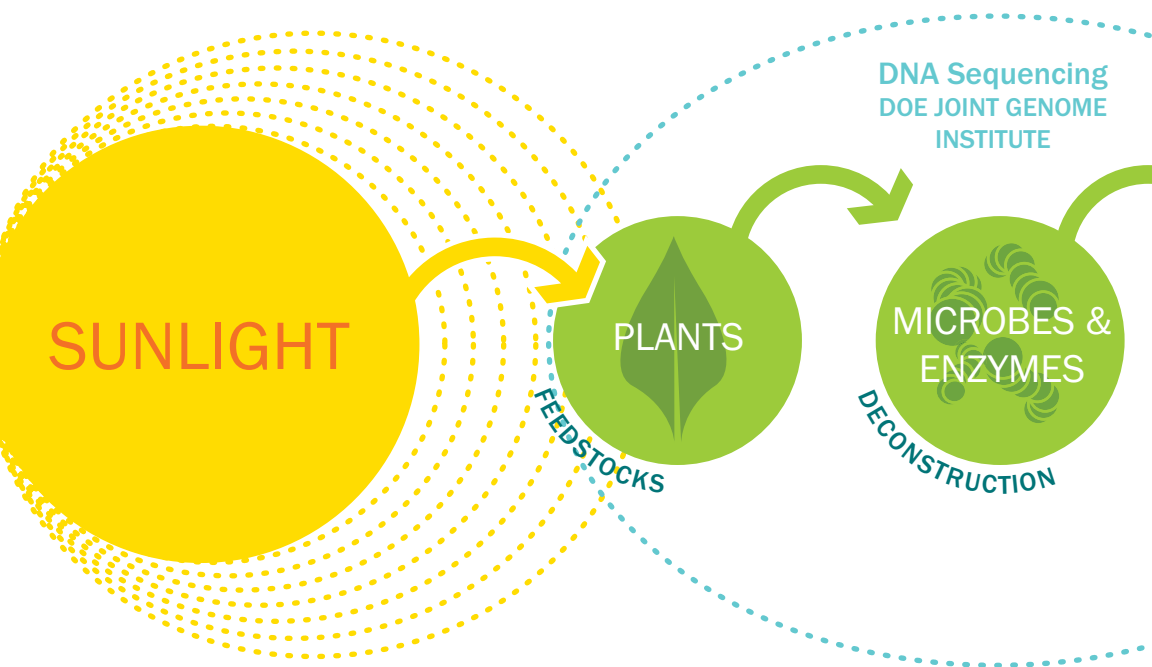 SUNLIGHT
PLANTS
FEEDSTOCKS
DNA Sequencing
DOE JOINT GENOME
INSTITUTE
MICROBES &
ENZYMES
DECONSTRUCTION